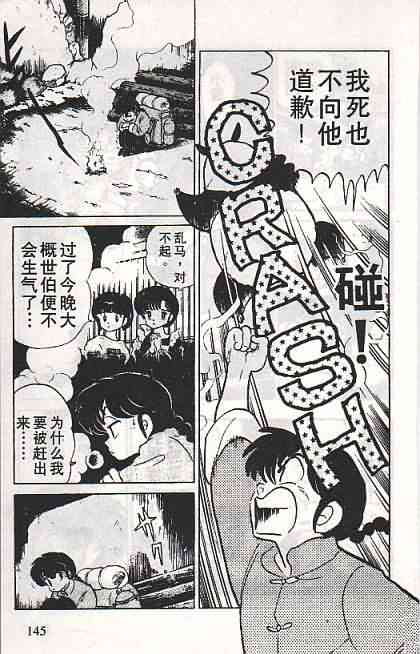 我死也
不向他
道歉！
CRASH
碰！
乱马，对
不起。
过了今晚大
概世伯便不
会生气了…
为什么我
要被赶出
来……
145